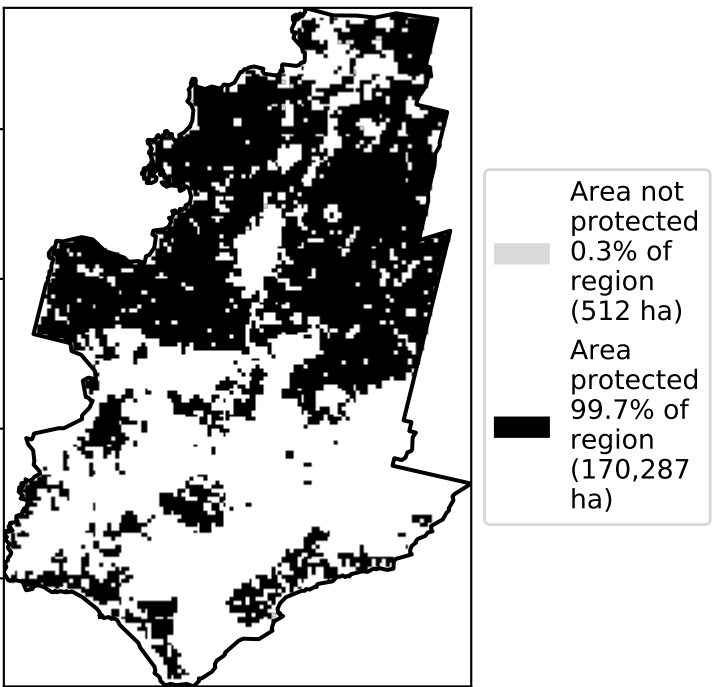 Area not
protected
0.3% of
region
(512 ha)
Area
protected
99.7% of
region
(170,287
ha)